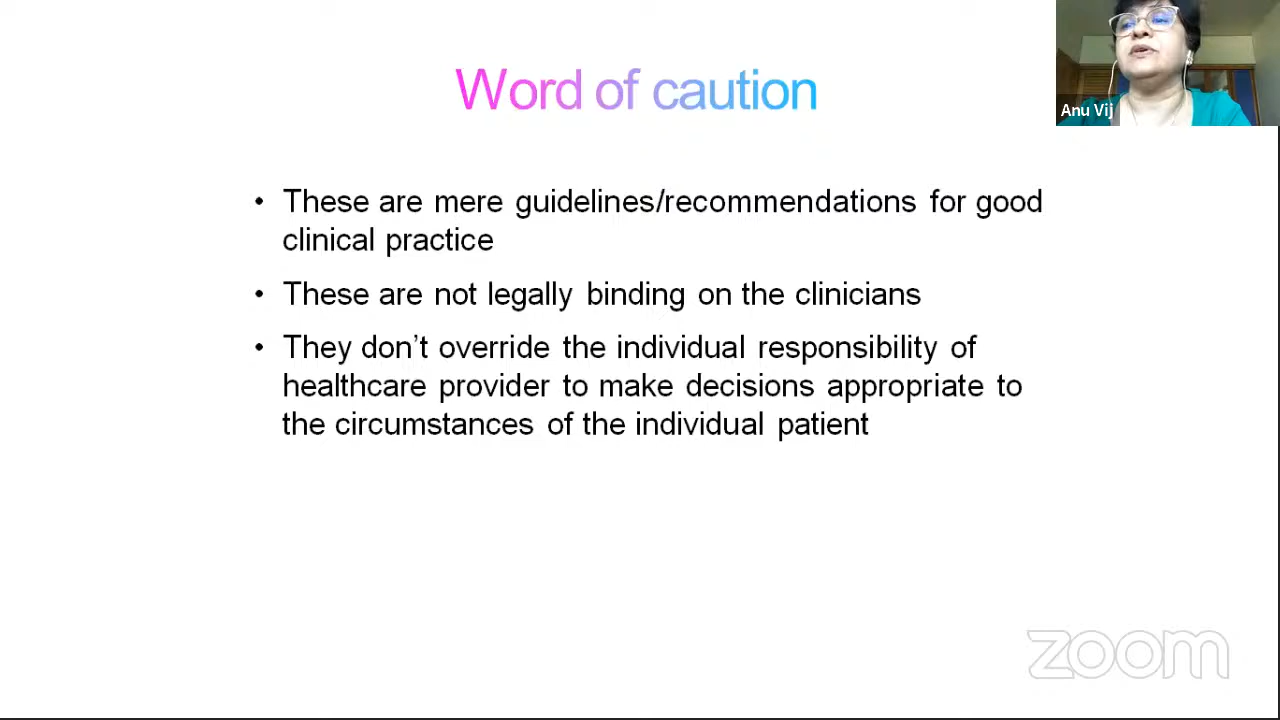 Word of caution
Anu Vij
• These are mere guidelines/recommendations for good
clinical practice
• These are not legally binding on the clinicians
• They don’t override the individual responsibility of
healthcare provider to make decisions appropriate to
the circumstances of the individual patient
zoom